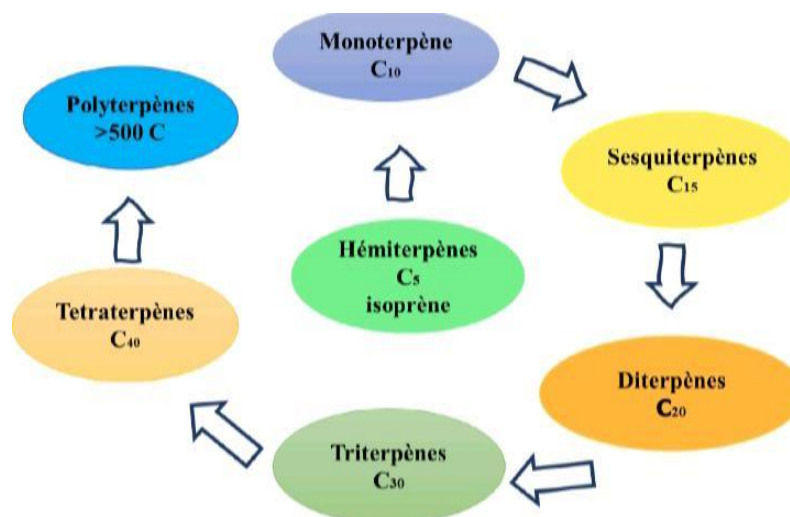 Monoterpène
C₁₀
Polyterpènes
>500 C
Sesquiterpènes
C₁₅
Hémiterpènes
C₅
isoprène
Tetraterpènes
C₄₀
Diterpènes
C₂₀
Triterpènes
C₃₀